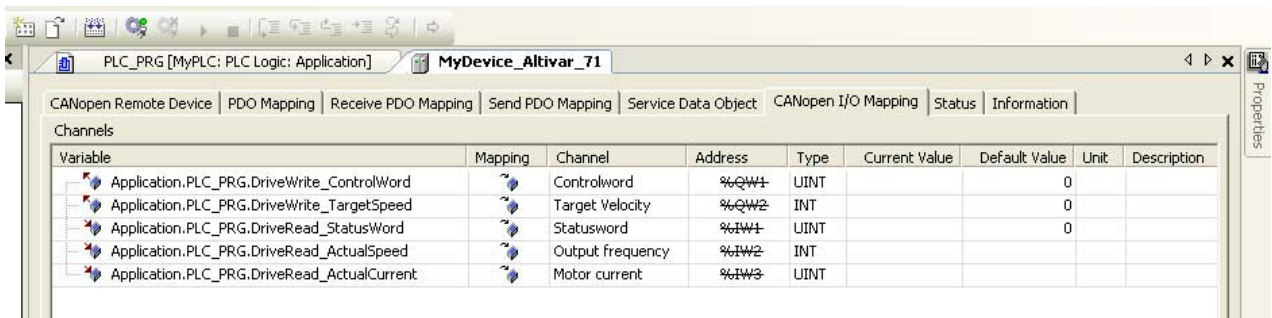 PLC_PRG [MyPLC: PLC Logic: Application] MyDevice_Altivar_71
Properties
CANopen Remote Device PDO Mapping Receive PDO Mapping Send PDO Mapping Service Data Object CANopen I/O Mapping Status Information
Channels
Variable Mapping Channel Address Type Current Value Default Value Unit Description
Application.PLC_PRG.DriveWrite_ControlWord Controlword %QW1 UINT 0
Application.PLC_PRG.DriveWrite_TargetSpeed Target Velocity %QW2 INT 0
Application.PLC_PRG.DriveRead_StatusWord Statusword %IW1 UINT 0
Application.PLC_PRG.DriveRead_ActualSpeed Output frequency %IW2 INT
Application.PLC_PRG.DriveRead_ActualCurrent Motor current %IW3 UINT